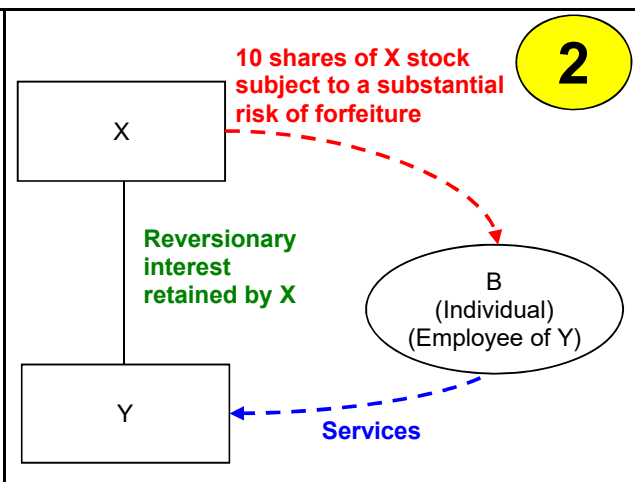 10 shares of X stock
subject to a substantial
risk of forfeiture
2
X
Reversionary
interest
retained by X
B
(Individual)
(Employee of Y)
Y
Services